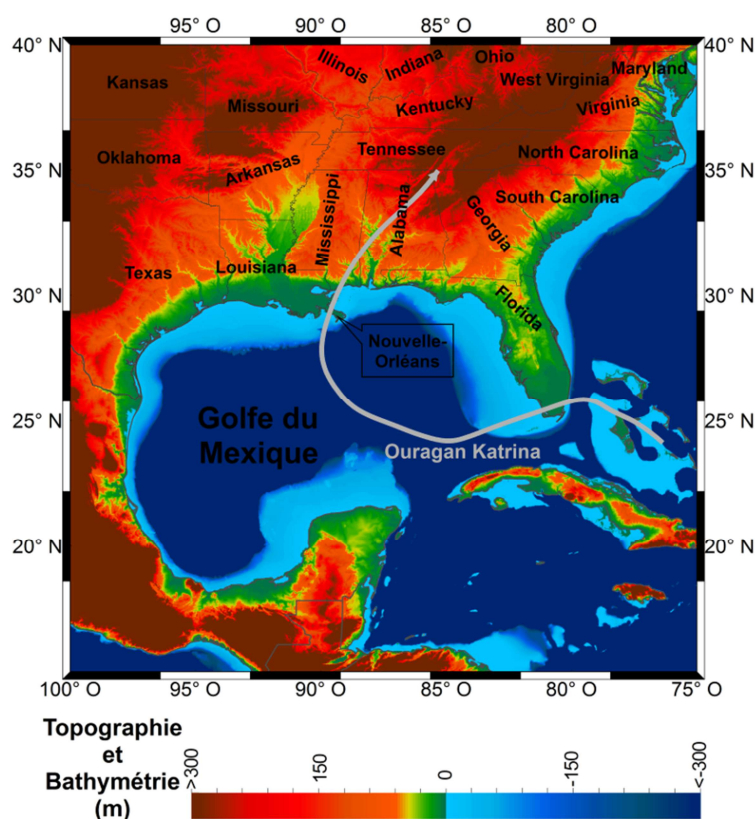 95° O 90° O 85° O 80° O
40° N 40° N
Kansas
Illinois
Indiana
Ohio
West Virginia
Maryland
Missouri
Kentucky
Virginia
35° N 35° N
Oklahoma
Arkansas
Tennessee
North Carolina
South Carolina
Mississippi
Alabama
Georgia
Texas
Louisiana
30° N 30° N
Florida
Nouvelle-
Orléans
25° N 25° N
Golfe du
Mexique
Ouragan Katrina
20° N 20° N
100° O 95° O 90° O 85° O 80° O 75° O
Topographie
et
Bathymétrie
(m)
>300 150 0 -150 <-300